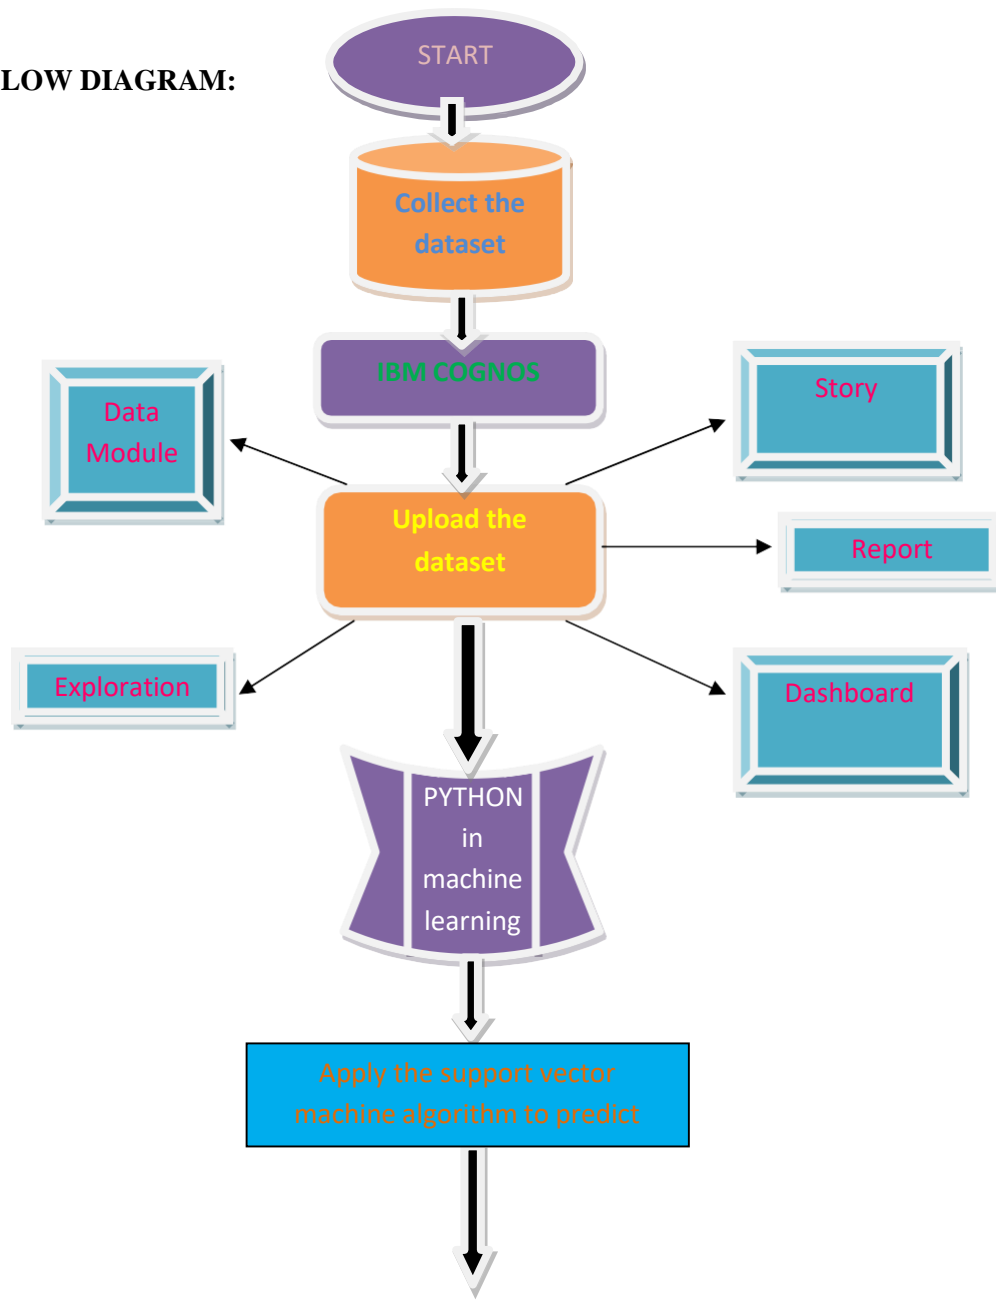 START
LOW DIAGRAM:
Collect the
dataset
IBM COGNOS
Data
Module
Story
Upload the
dataset
Report
Exploration
Dashboard
PYTHON
in
machine
learning
Apply the support vector
machine algorithm to predict